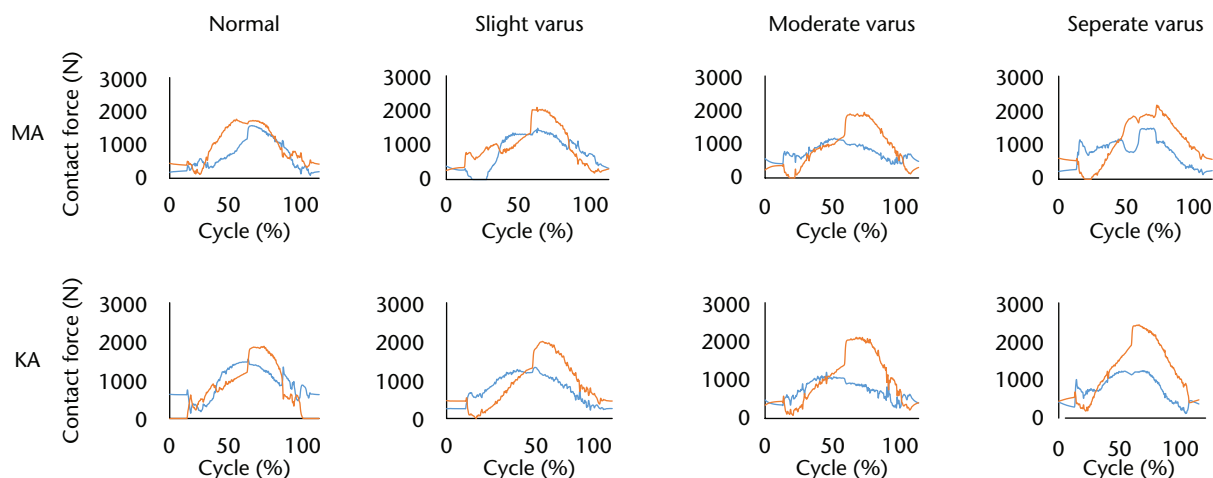 Normal Slight varus Moderate varus Seperate varus
MA
Contact force (N)
3000 3000 3000 3000
2000 2000 2000 2000
1000 1000 1000 1000
0 0 0 0
0 50 100 0 50 100 0 50 100 0 50 100
Cycle (%) Cycle (%) Cycle (%) Cycle (%)
KA
Contact force (N)
3000 3000 3000 3000
2000 2000 2000 2000
1000 1000 1000 1000
0 0 0 0
0 50 100 0 50 100 0 50 100 0 50 100
Cycle (%) Cycle (%) Cycle (%) Cycle (%)